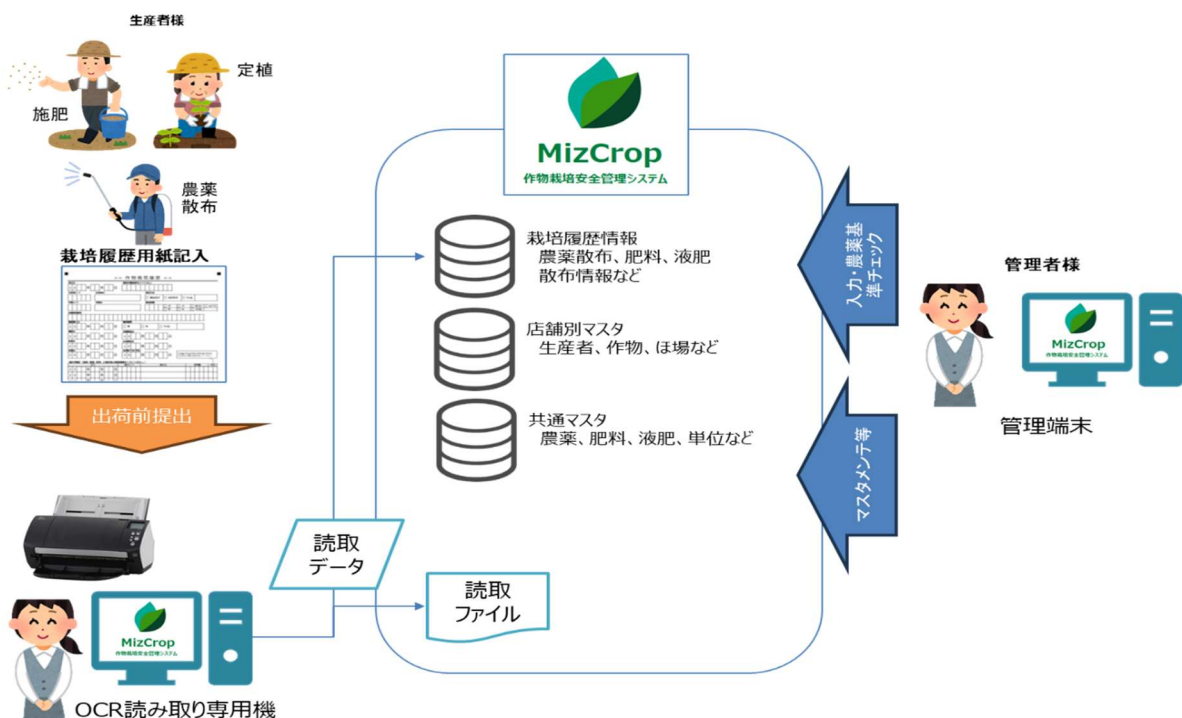 生産者様
定植
施肥
農薬
散布
栽培履歴用紙記入
出荷前提出
読取
データ
読取
ファイル
MizCrop
作物栽培安全管理システム
OCR読み取り専用機
MizCrop
作物栽培安全管理システム
栽培履歴情報
農薬散布、肥料、液肥
散布情報など
店舗別マスタ
生産者、作物、ほ場など
共通マスタ
農薬、肥料、液肥、単位など
入力・農薬基
準チェック
マスタメンテ等
管理者様
MizCrop
作物栽培安全管理システム
管理端末